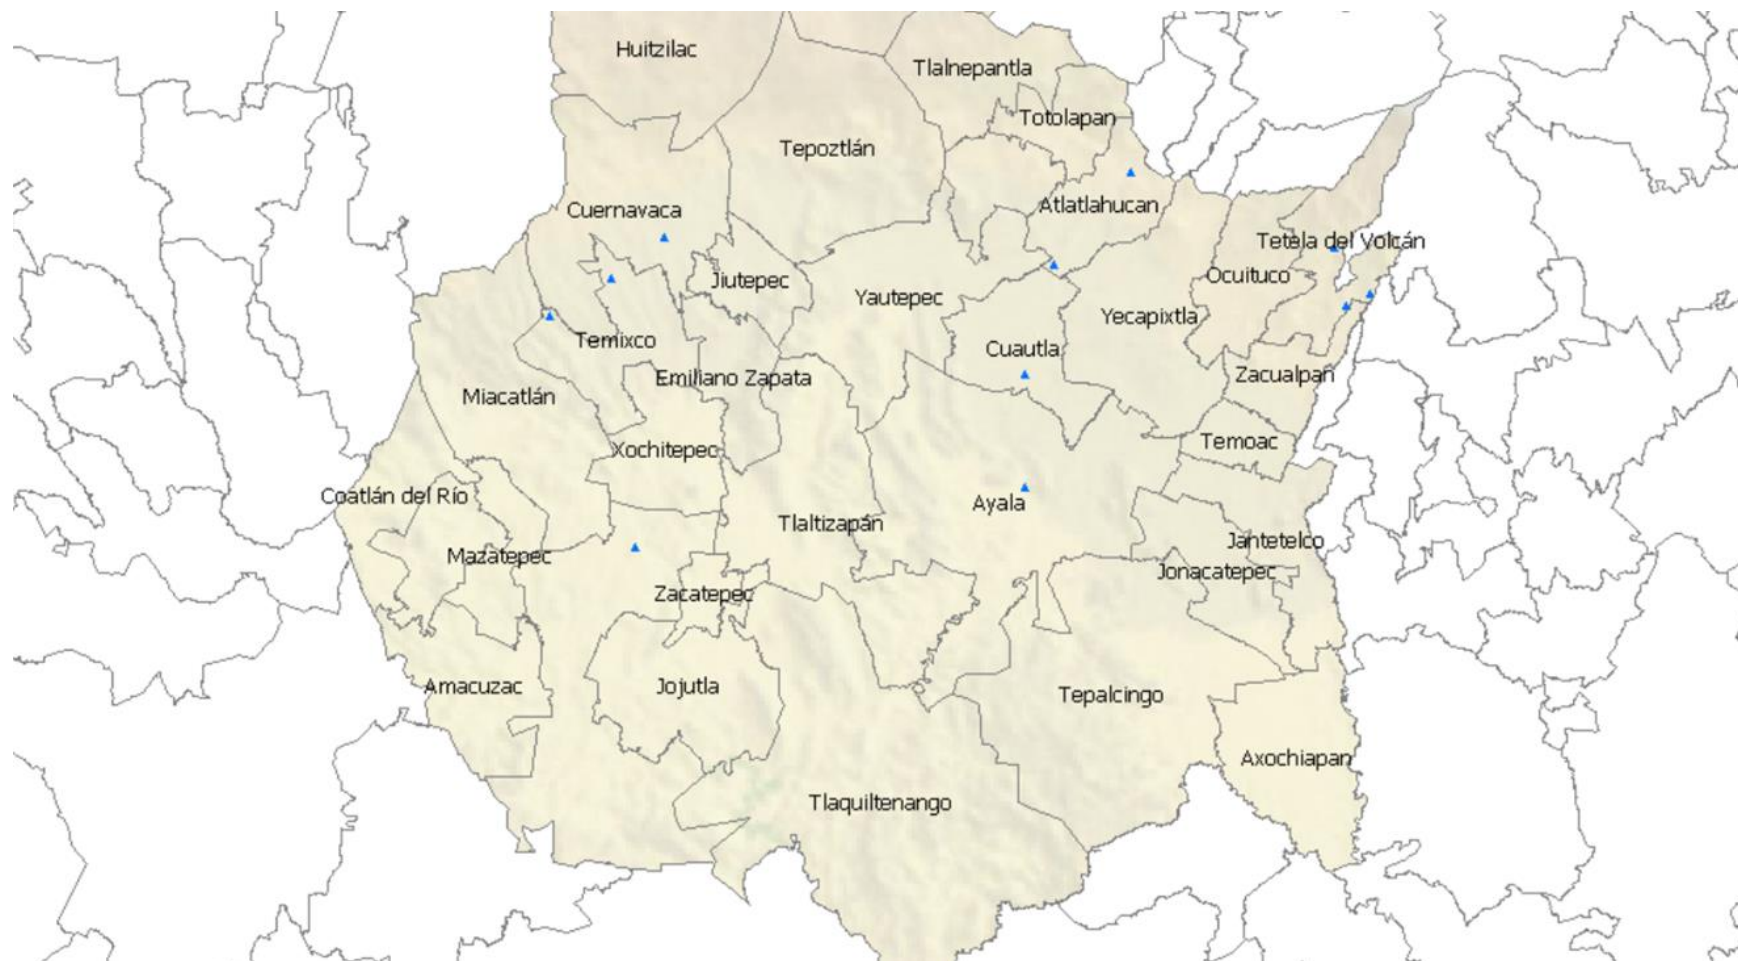 Huitzilac
Tlalnepantla
Totolapan
Tepoztlán
Atlatlahucan
Cuernavaca
Tetela del Volcán
Ocuituco
Jiutepec
Yautepec
Yecapixtla
Temixco
Cuautla
Zacualpan
Emiliano Zapata
Miacatlán
Temoac
Xochitepec
Coatlán del Río
Ayala
Tlaltizapán
Jantetelco
Mazatepec
Jonacatepec
Zacatepec
Amacuzac
Jojutla
Tepalcingo
Axochiapan
Tlaquiltenango